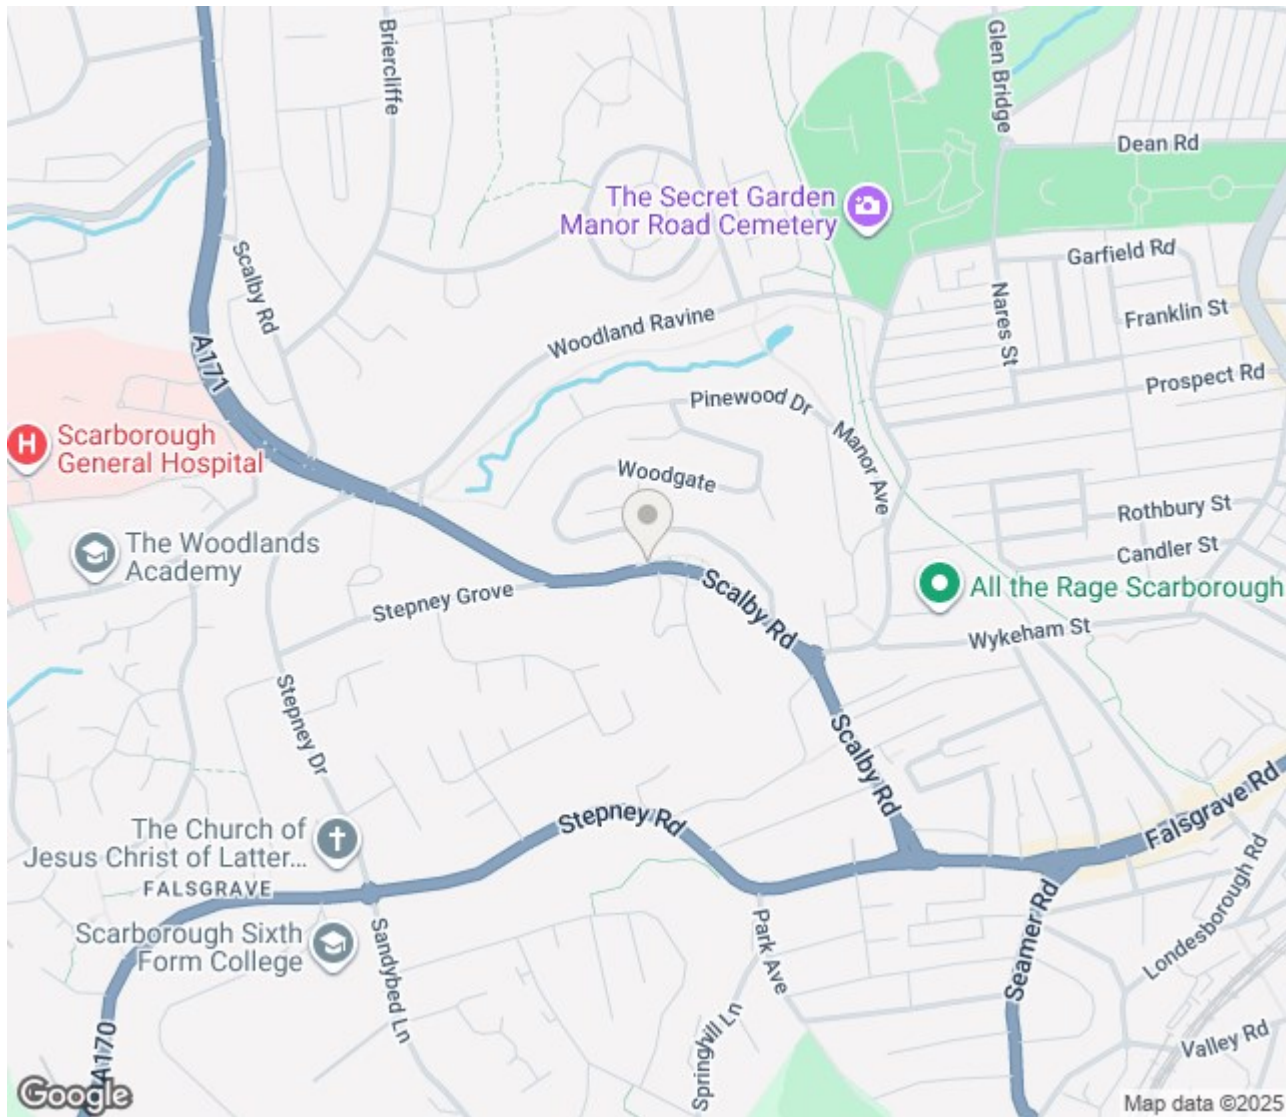 Briercliffe
Glen Bridge
Dean Rd
The Secret Garden
Manor Road Cemetery
Garfield Rd
Scalby Rd
Nares St
Franklin St
Woodland Ravine
A171
Prospect Rd
Pinewood Dr
Manor Ave
Scarborough
General Hospital
H
Woodgate
Rothbury St
The Woodlands
Academy
Candler St
All the Rage Scarborough
Stepney Grove
Scalby Rd
Wykeham St
Stepney Dr
Scalby Rd
Stepney Rd
Falsgrave Rd
The Church of
Jesus Christ of Latter...
FALSGRAVE
Londesborough Rd
Scarborough Sixth
Form College
Sandybed Ln
Park Ave
Seamer Rd
Springhill Ln
Valley Rd
A170
Google
Map data ©2025